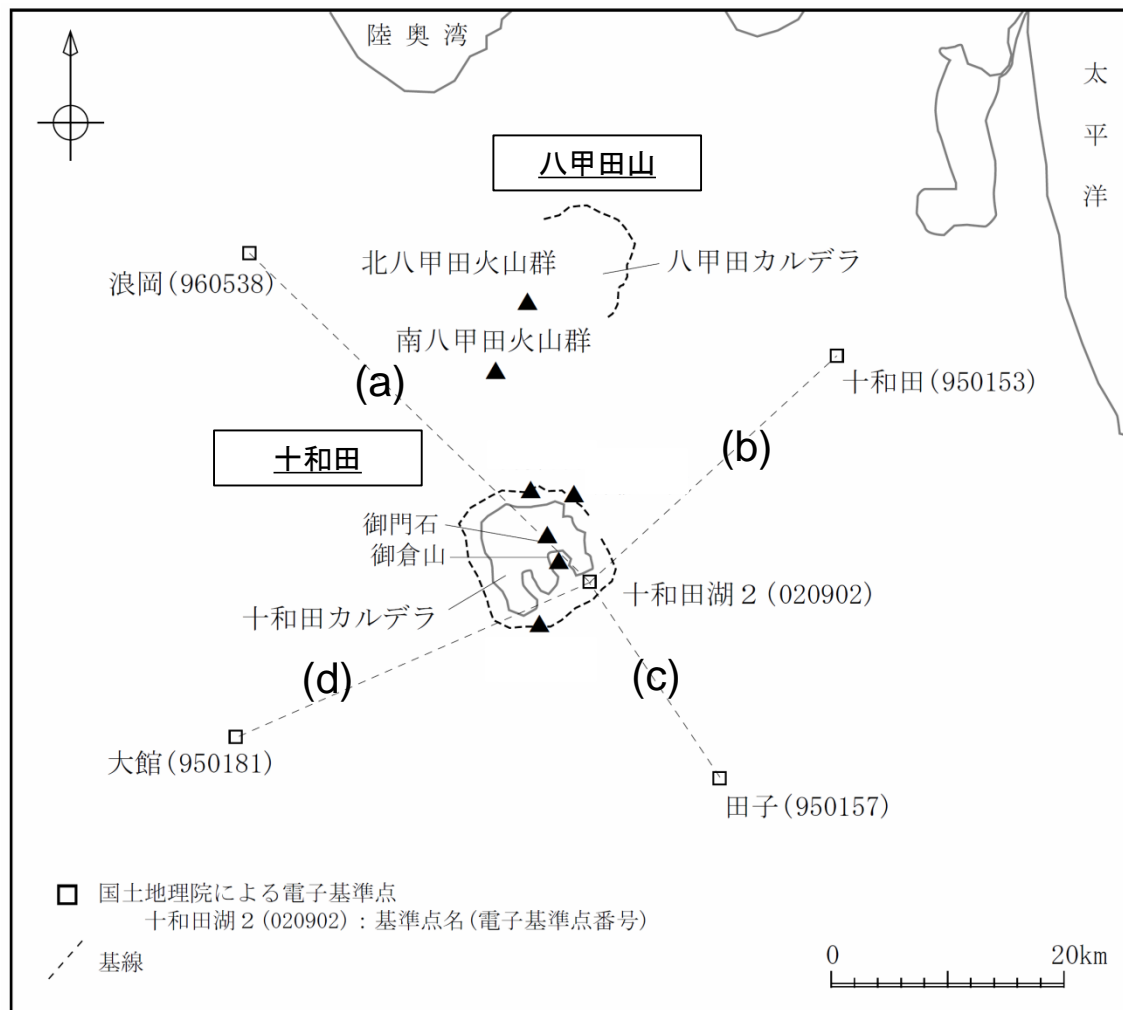 陸奥湾
太平洋
八甲田山
浪岡(960538)
北八甲田火山群
八甲田カルデラ
南八甲田火山群
(a)
十和田(950153)
十和田
(b)
御門石
御倉山
十和田湖2(020902)
十和田カルデラ
(d)
(c)
大館(950181)
田子(950157)
国土地理院による電子基準点
十和田湖2(020902):基準点名(電子基準点番号)
基線
0 20km